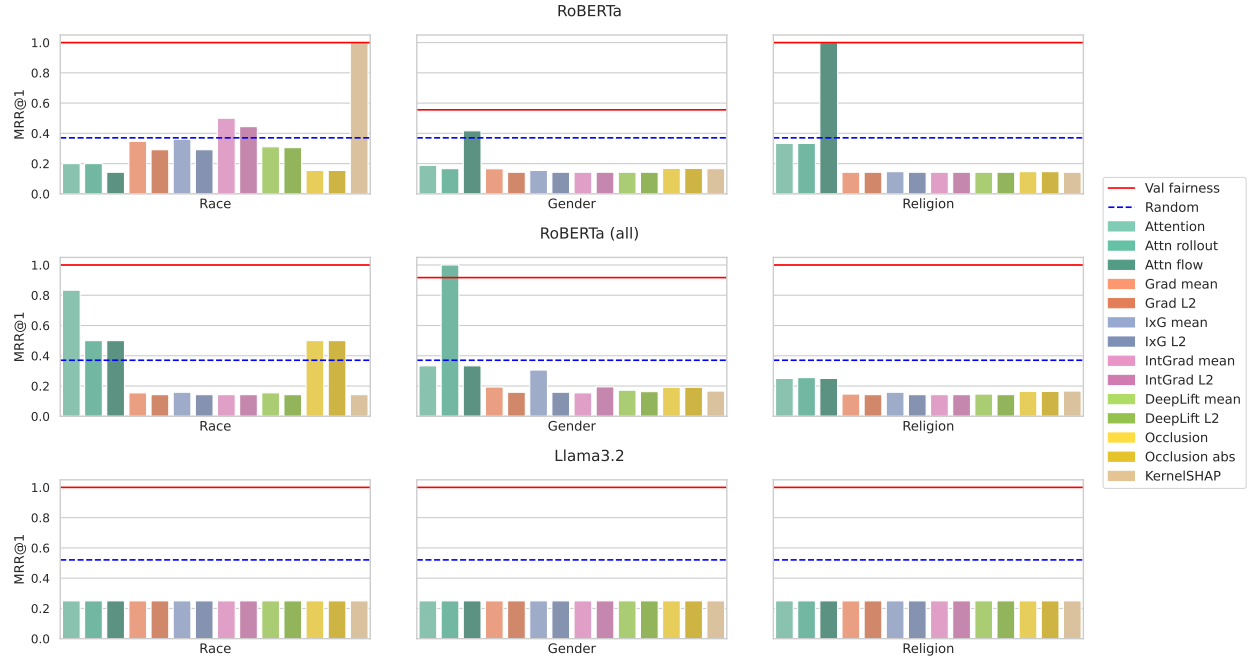 RoBERTa
MRR@1
1.0
0.8
0.6
0.4
0.2
0.0
Race
Gender
Religion
RoBERTa (all)
MRR@1
1.0
0.8
0.6
0.4
0.2
0.0
Race
Gender
Religion
Llama3.2
MRR@1
1.0
0.8
0.6
0.4
0.2
0.0
Race
Gender
Religion
Val fairness
Random
Attention
Attn rollout
Attn flow
Grad mean
Grad L2
IxG mean
IxG L2
IntGrad mean
IntGrad L2
DeepLift mean
DeepLift L2
Occlusion
Occlusion abs
KernelSHAP